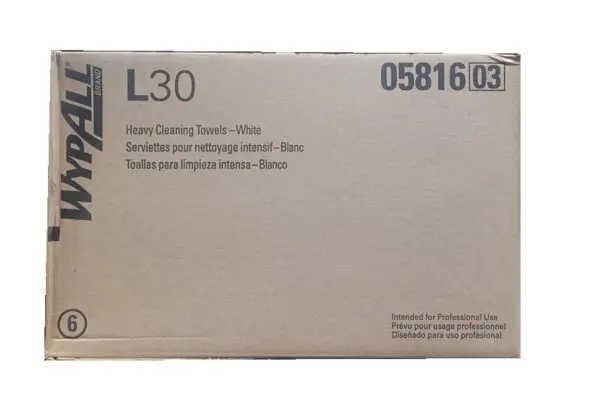 WYPALL
BRAND
L30
05816 03
Heavy Cleaning Towels–White
Serviettes pour nettoyage intensif–Blanc
Toallas para limpieza intensa–Blanco
6
Intended for Professional Use
Prévu pour usage professionnel
Diseñado para uso profesional